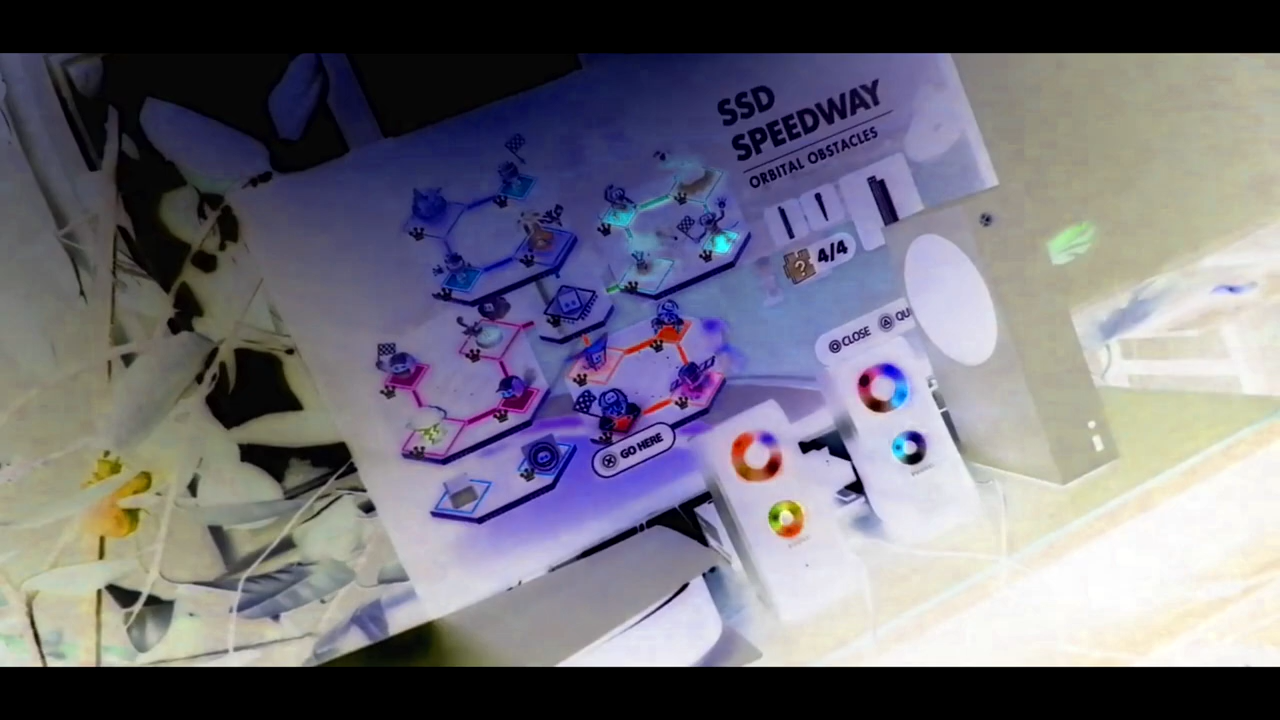 SSD
SPEEDWAY
ORBITAL OBSTACLES
4/4
CLOSE
GO HERE